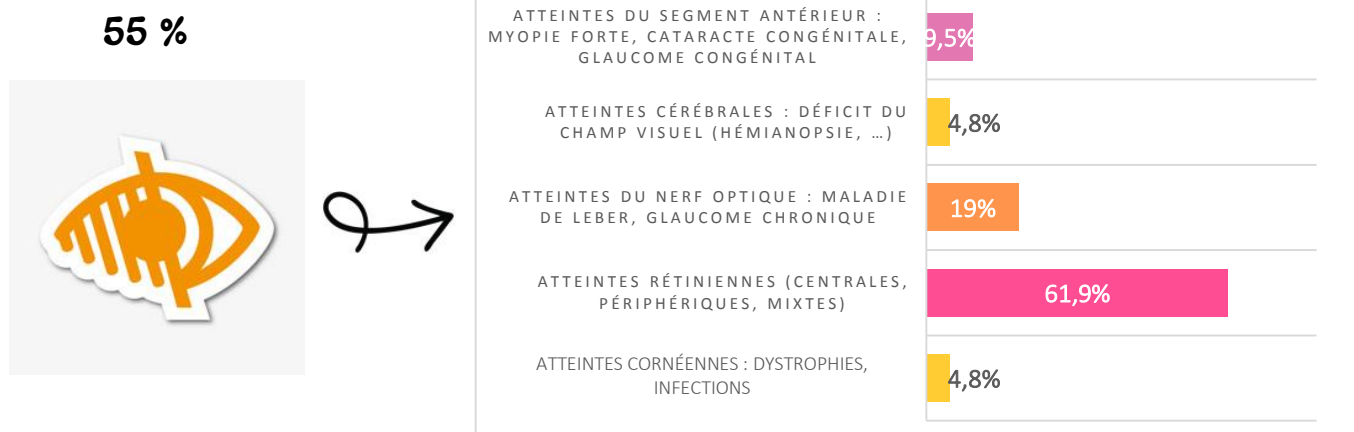 55 %
ATTEINTES DU SEGMENT ANTÉRIEUR :
MYOPIE FORTE, CATARACTE CONGÉNITALE,
GLAUCOME CONGÉNITAL
9,5%
ATTEINTES CÉRÉBRALES : DÉFICIT DU
CHAMP VISUEL (HÉMIANOPSIE, …)
4,8%
ATTEINTES DU NERF OPTIQUE : MALADIE
DE LEBER, GLAUCOME CHRONIQUE
19%
ATTEINTES RÉTINIENNES (CENTRALES,
PÉRIPHÉRIQUES, MIXTES)
61,9%
ATTEINTES CORNÉENNES : DYSTROPHIES,
INFECTIONS
4,8%